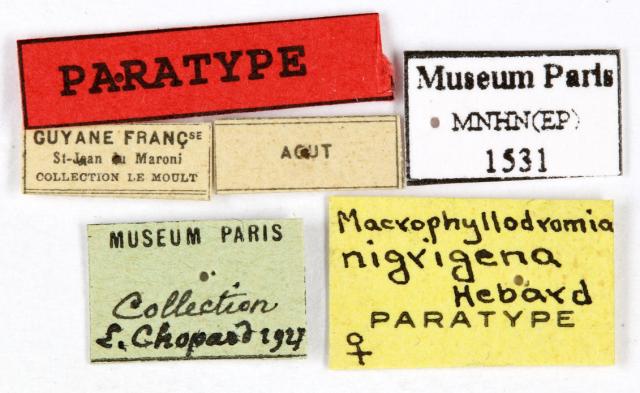 PARATYPE
GUYANE FRANÇSE
St-Jean du Maroni
COLLECTION LE MOULT
AOUT
Museum Paris
MNHN(EP)
1531
MUSEUM PARIS
Collection
L. Chopard 1927
Macrophyllodromia
nigrigena
Hebard
PARATYPE
♀